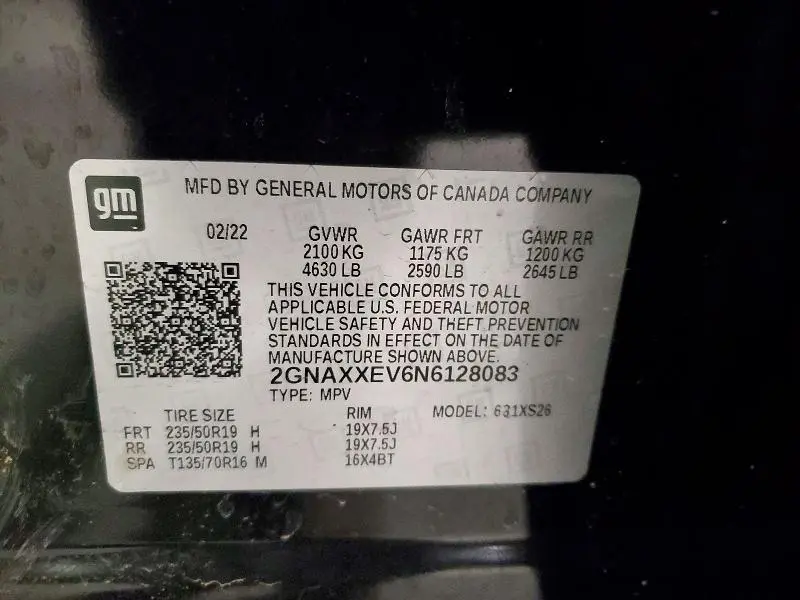 gm
MFD BY GENERAL MOTORS OF CANADA COMPANY
02/22 GVWR GAWR FRT GAWR RR
2100 KG 1175 KG 1200 KG
4630 LB 2590 LB 2645 LB
THIS VEHICLE CONFORMS TO ALL
APPLICABLE U.S. FEDERAL MOTOR
VEHICLE SAFETY AND THEFT PREVENTION
STANDARDS IN EFFECT ON THE DATE OF
MANUFACTURE SHOWN ABOVE.
2GNAXXEV6N6128083
TYPE: MPV
TIRE SIZE RIM MODEL: 631XS26
FRT 235/50R19 H 19X7.5J
RR 235/50R19 H 19X7.5J
SPA T135/70R16 M 16X4BT